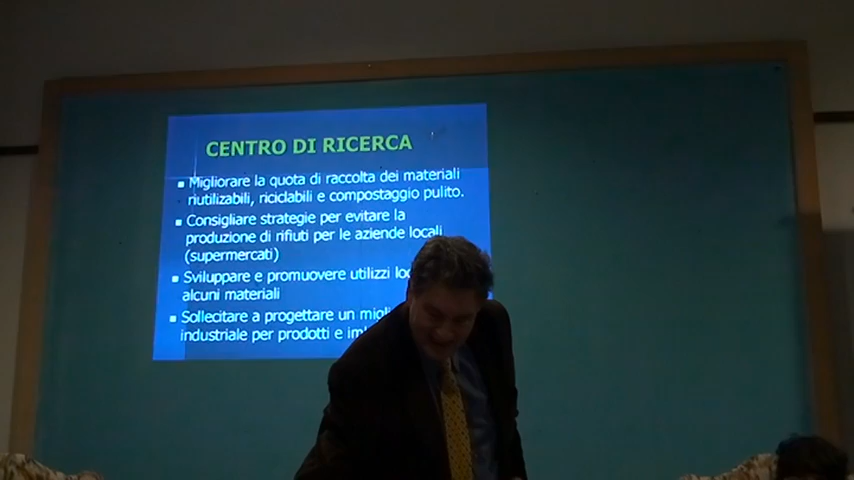 CENTRO DI RICERCA
Migliorare la quota di raccolta dei materiali
riutilizabili, riciclabili e compostaggio pulito.
Consigliare strategie per evitare la
produzione di rifiuti per le aziende locali
(supermercati)
Sviluppare e promuovere utilizzi
alcuni materiali
Sollecitare a progettare un
industriale per prodotti e